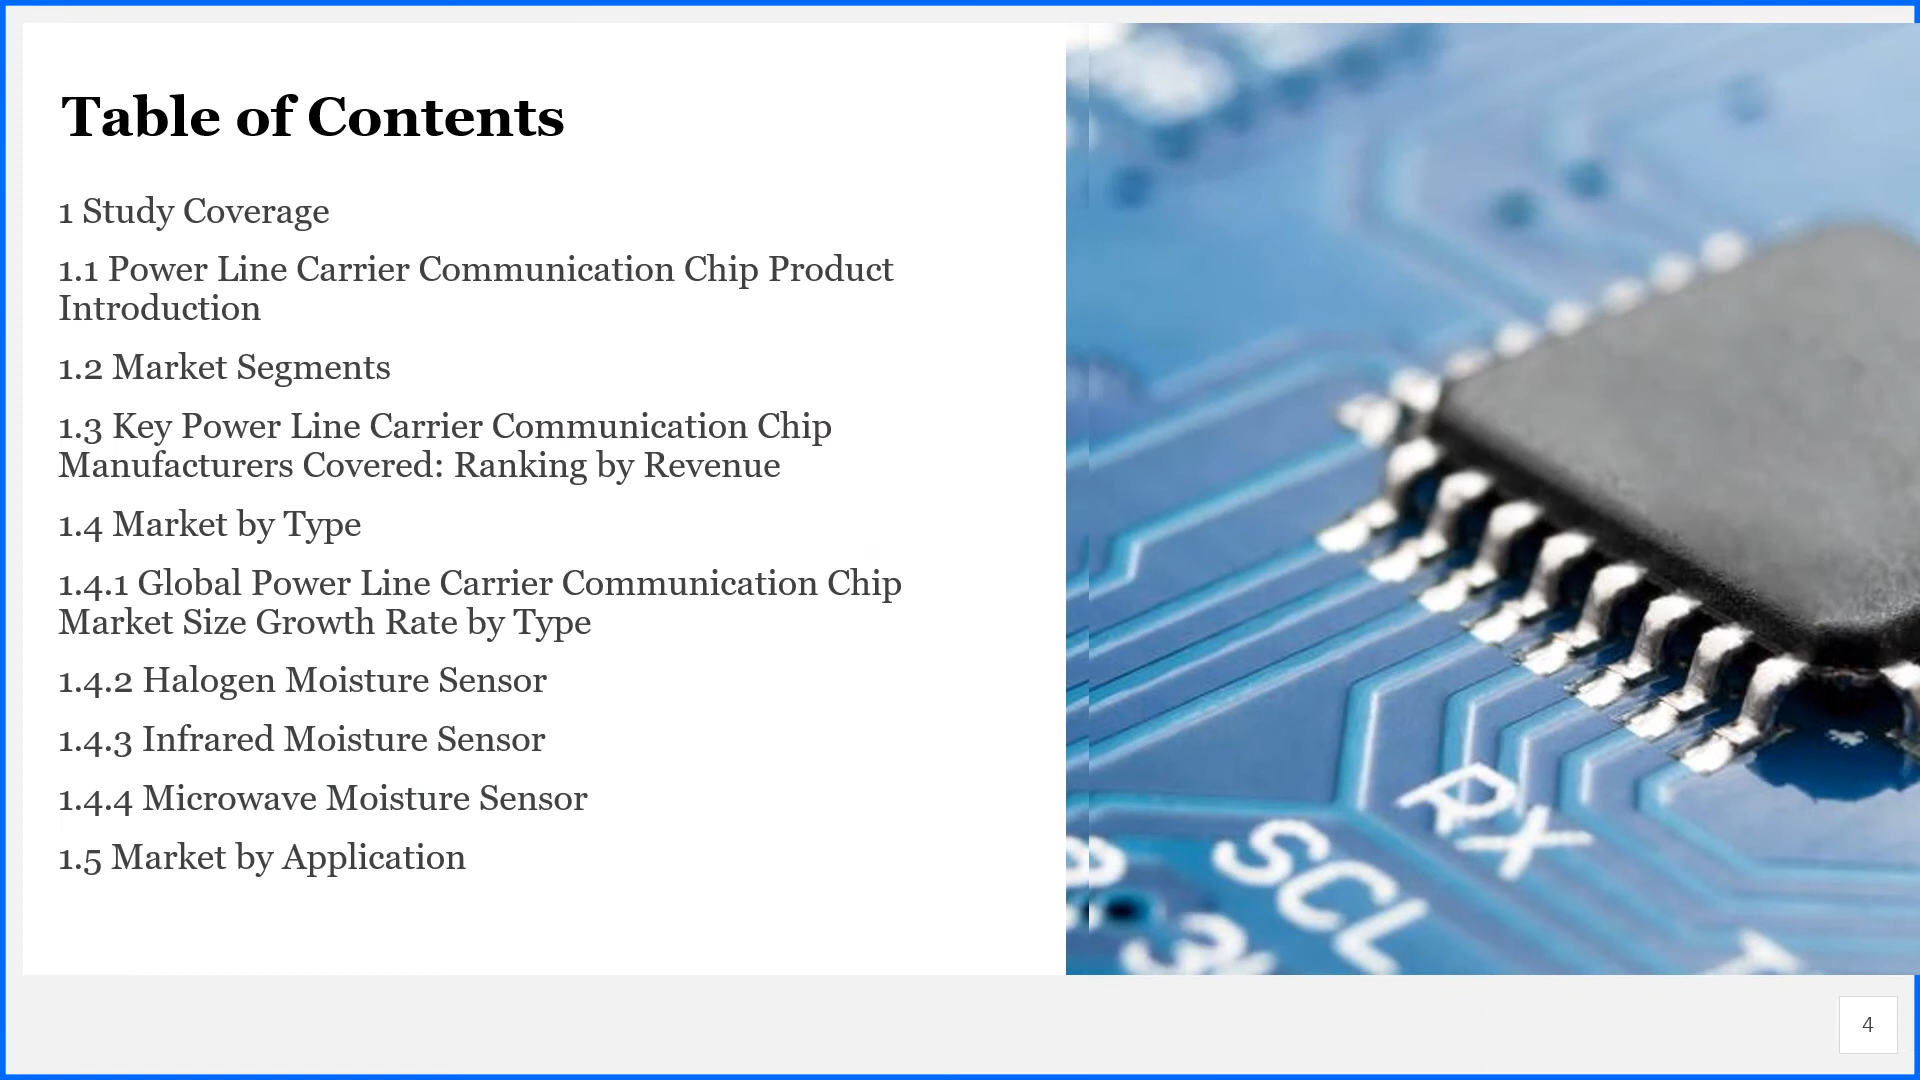 Table of Contents
1 Study Coverage
1.1 Power Line Carrier Communication Chip Product
Introduction
1.2 Market Segments
1.3 Key Power Line Carrier Communication Chip
Manufacturers Covered: Ranking by Revenue
1.4 Market by Type
1.4.1 Global Power Line Carrier Communication Chip
Market Size Growth Rate by Type
1.4.2 Halogen Moisture Sensor
1.4.3 Infrared Moisture Sensor
1.4.4 Microwave Moisture Sensor
1.5 Market by Application
RX
SCL
4